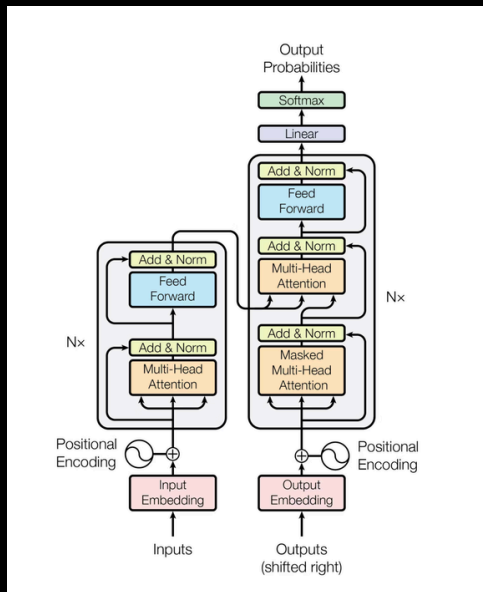 Output
Probabilities
Softmax
Linear
Add & Norm
Feed
Forward
Add & Norm
Multi-Head
Attention
Add & Norm
Masked
Multi-Head
Attention
Nx
Add & Norm
Feed
Forward
Add & Norm
Multi-Head
Attention
Nx
Positional
Encoding
Positional
Encoding
Input
Embedding
Output
Embedding
Inputs
Outputs
(shifted right)